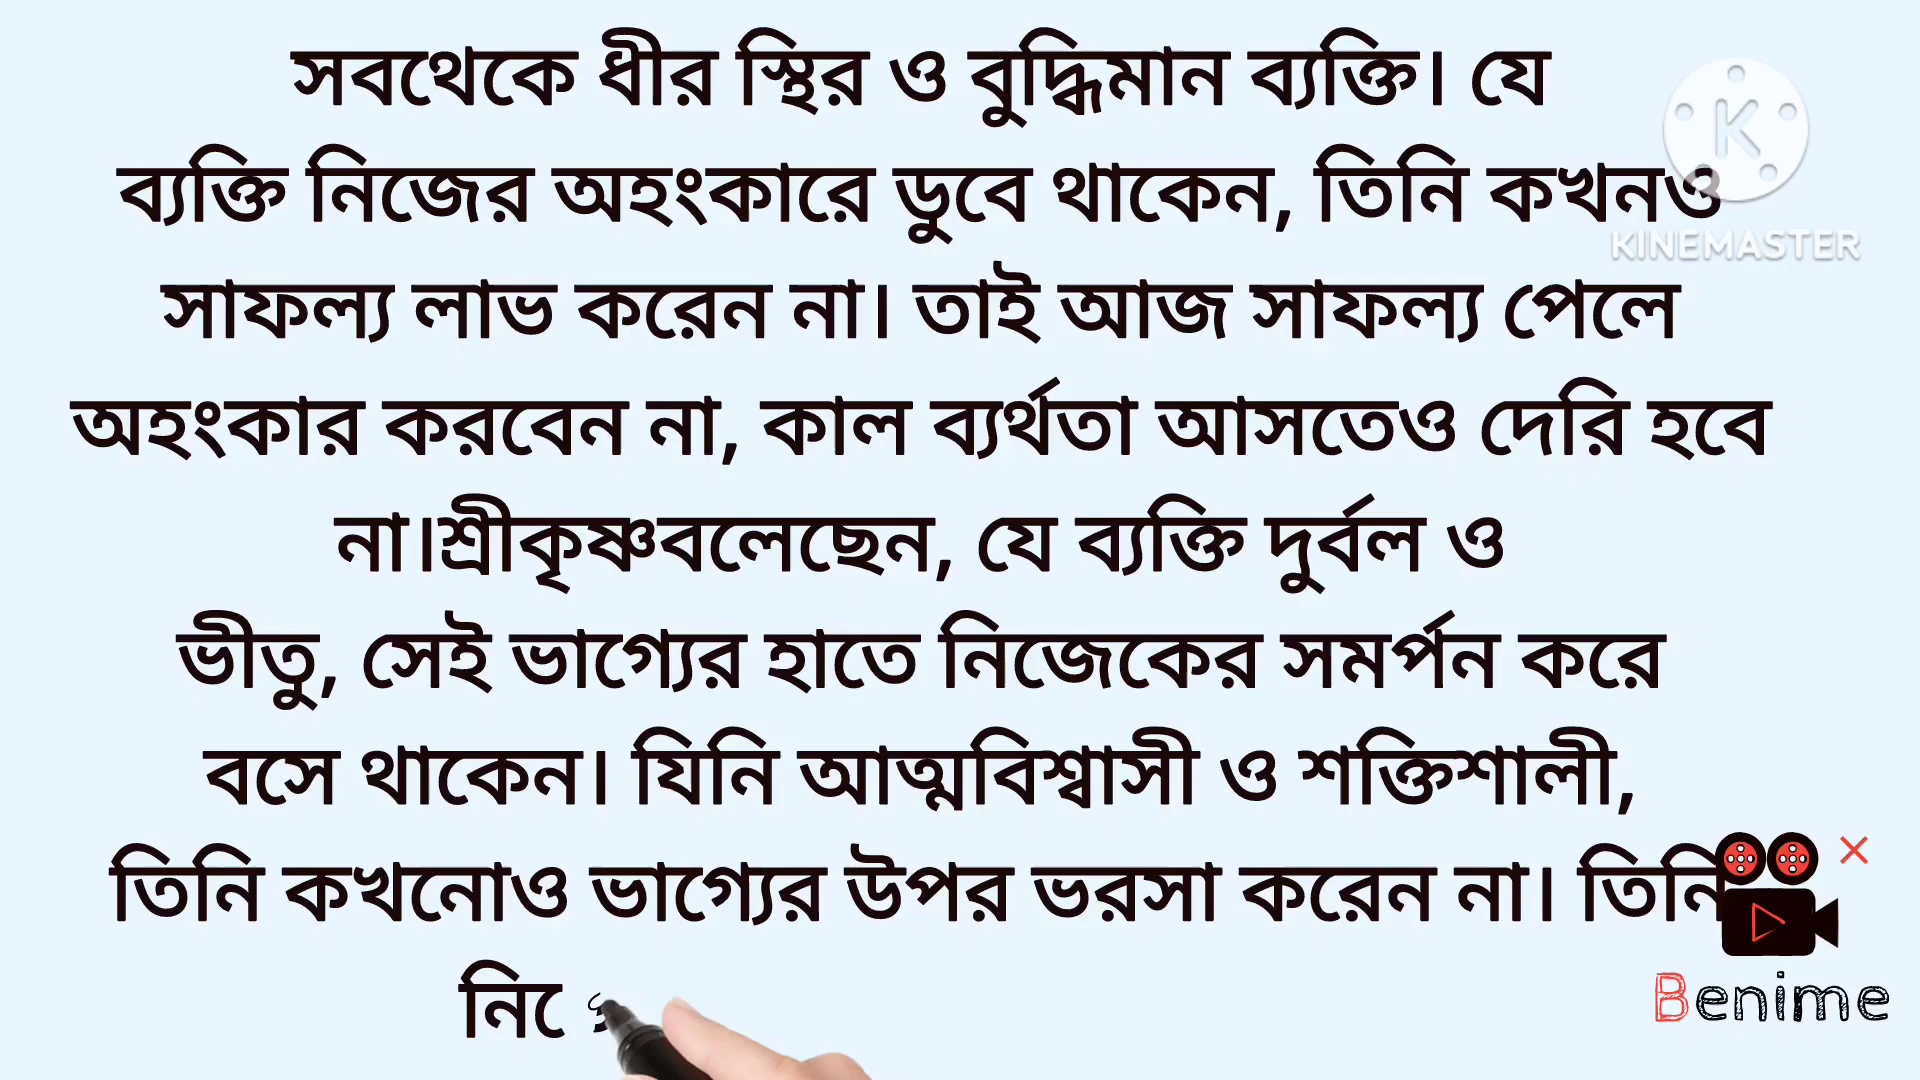 সবথেকে ধীর স্থির ও বুদ্ধিমান ব্যক্তি। যে
ব্যক্তি নিজের অহংকারে ডুবে থাকেন, তিনি কখনও
সাফল্য লাভ করেন না। তাই আজ সাফল্য পেলে
অহংকার করবেন না, কাল ব্যর্থতা আসতেও দেরি হবে
না।শ্রীকৃষ্ণবলেছেন, যে ব্যক্তি দুর্বল ও
ভীতু, সেই ভাগ্যের হাতে নিজেকের সমর্পন করে
বসে থাকেন। যিনি আত্মবিশ্বাসী ও শক্তিশালী,
তিনি কখনোও ভাগ্যের উপর ভরসা করেন না। তিনি
K
KINEMASTER
Benime